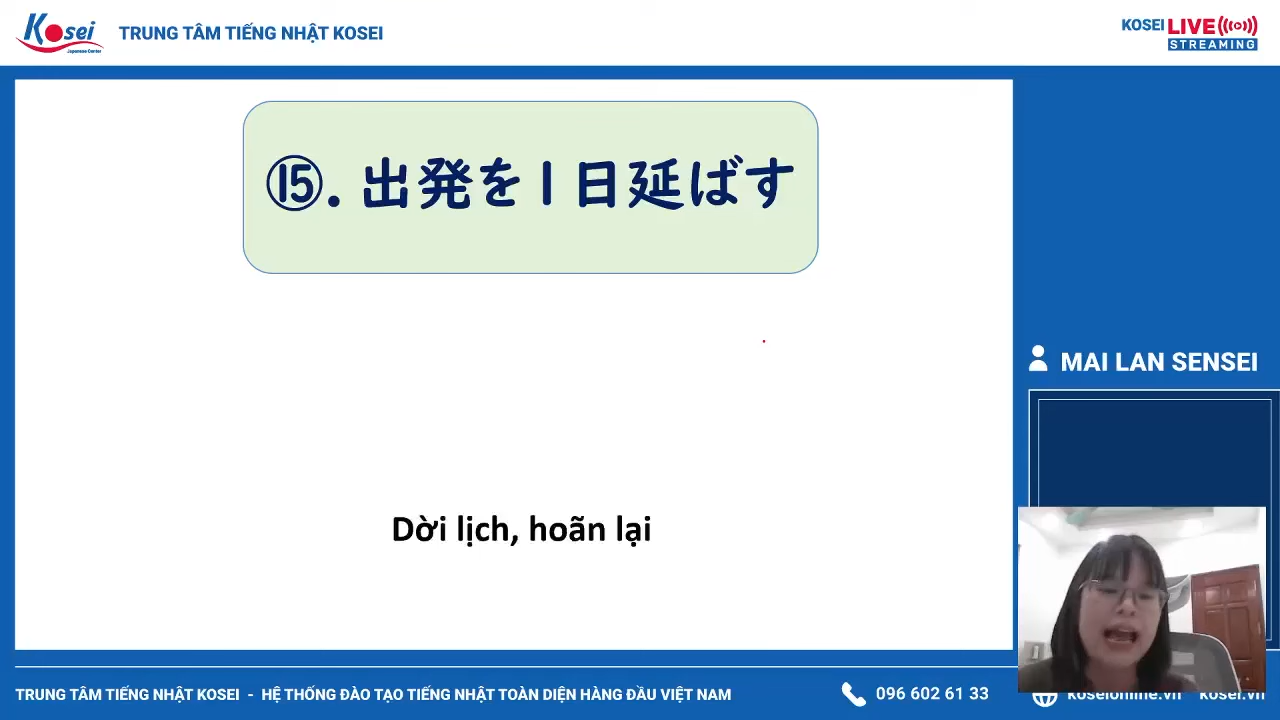 Kosei
Japanese Center
TRUNG TÂM TIẾNG NHẬT KOSEI
KOSEI LIVE
STREAMING
⑮. 出発を1日延ばす
Dời lịch, hoãn lại
MAI LAN SENSEI
TRUNG TÂM TIẾNG NHẬT KOSEI - HỆ THỐNG ĐÀO TẠO TIẾNG NHẬT TOÀN DIỆN HÀNG ĐẦU VIỆT NAM
096 602 61 33
koseionline.vn kosei.vn